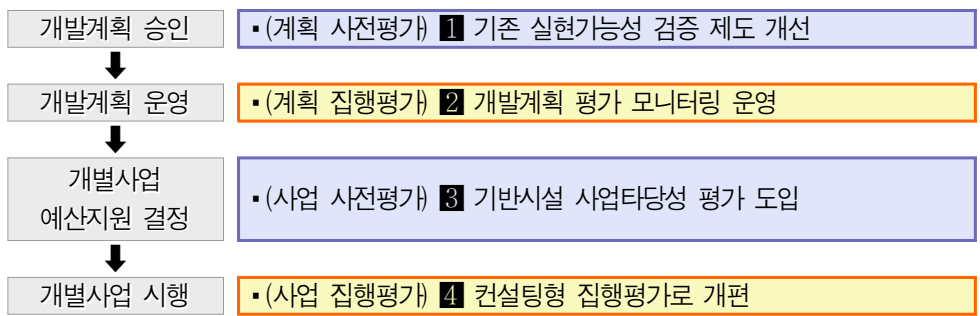 개발계획 승인
▪(계획 사전평가) 1 기존 실현가능성 검증 제도 개선
개발계획 운영
▪(계획 집행평가) 2 개발계획 평가 모니터링 운영
개별사업
예산지원 결정
▪(사업 사전평가) 3 기반시설 사업타당성 평가 도입
개별사업 시행
▪(사업 집행평가) 4 컨설팅형 집행평가로 개편